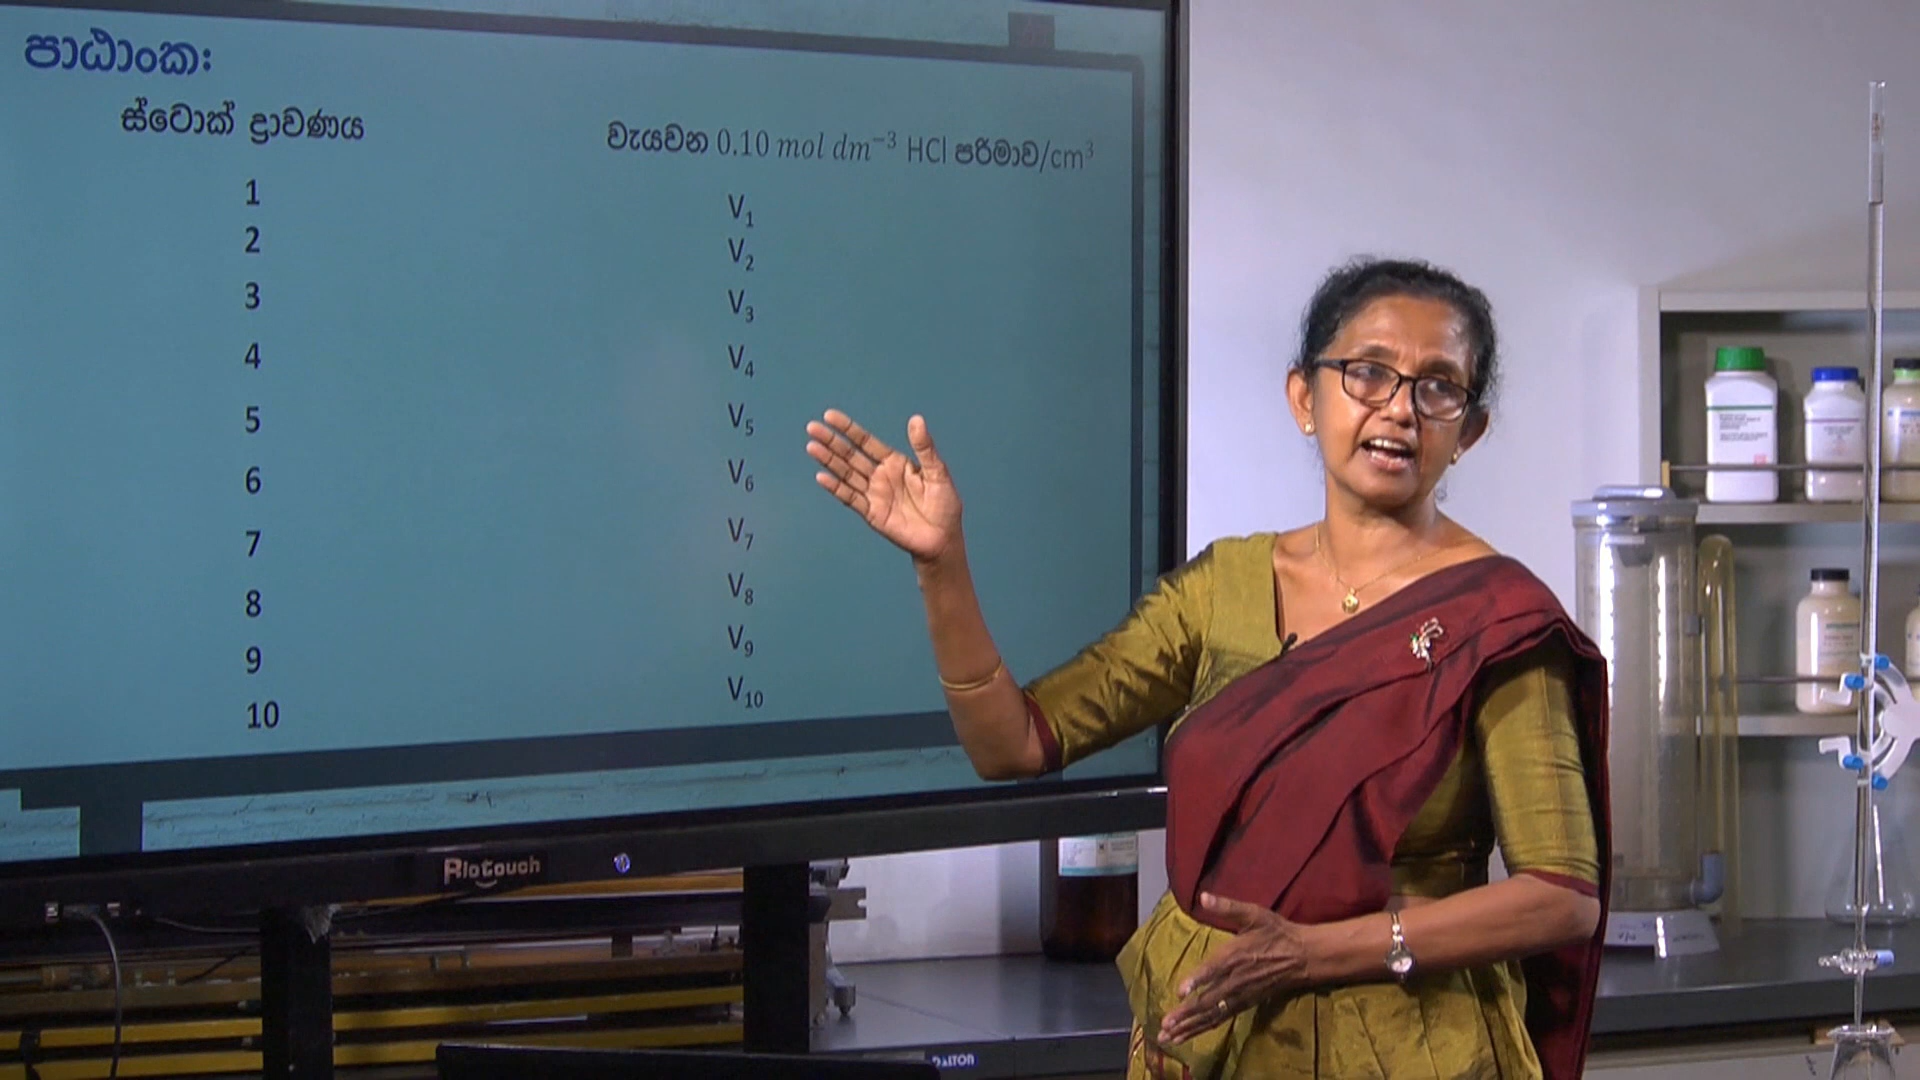 පාඨාංක:
ස්ටොක් ද්‍රාවණය වැයවන 0.10 mol dm⁻³ HCl පරිමාව/cm³
1 V₁
2 V₂
3 V₃
4 V₄
5 V₅
6 V₆
7 V₇
8 V₈
9 V₉
10 V₁₀
Riotouch
DALTON